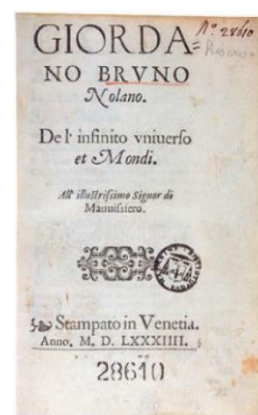 GIORDA=
Nº. 28610
NO BRVNO
Nolano.
De l' infinito vniuerſo
et Mondi.
All' illuſtriſsimo Signor di
Mauuiſsiero.
Stampato in Venetia.
Anno, M. D. LXXXIIII.
28610